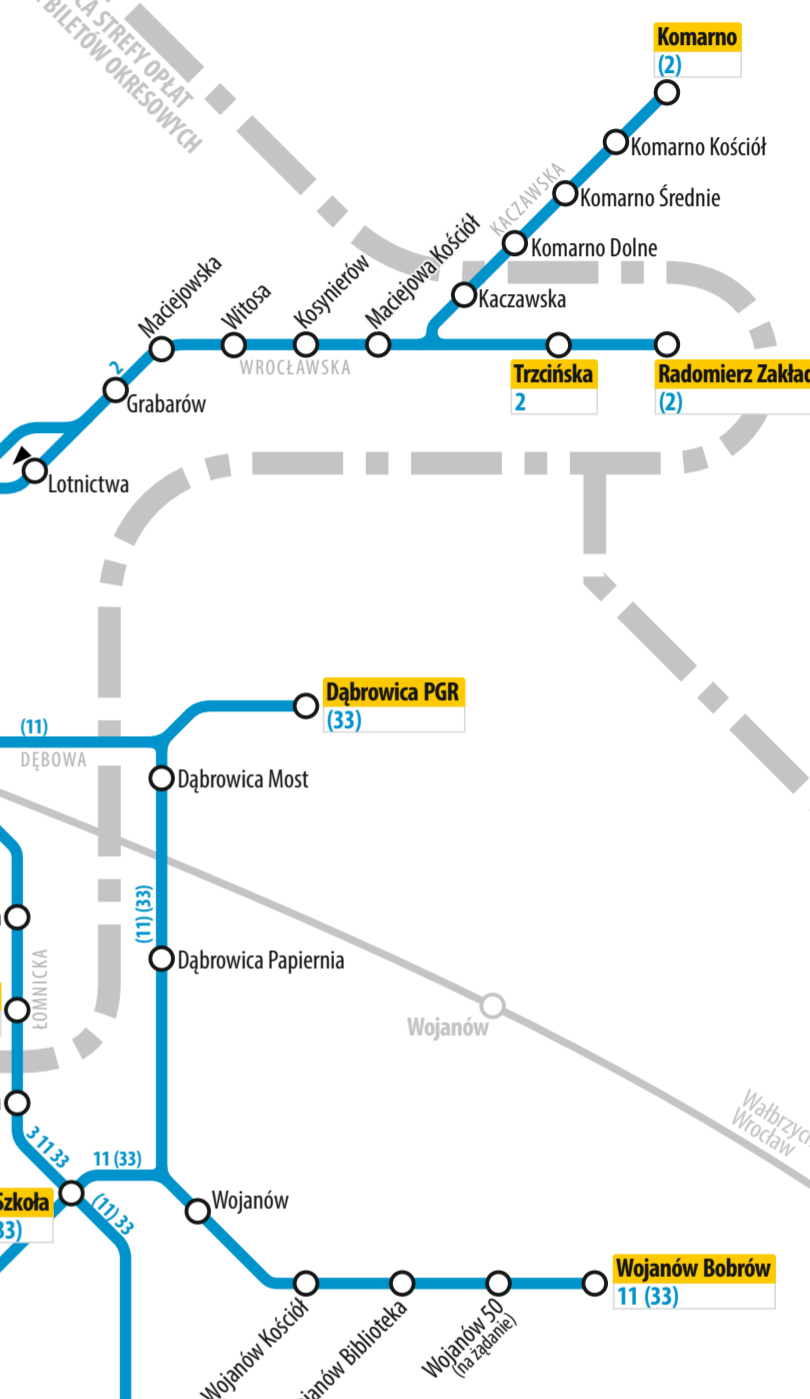 STREFY OPŁAT
BILETÓW OKRESOWYCH
Komarno
(2)
Komarno Kościół
Komarno Średnie
KACZAWSKA
Komarno Dolne
Kaczawska
Maciejowska
Witosa
Kosynierów
Maciejowa Kościół
WROCŁAWSKA
2
Grabarów
Trzcińska
2
Radomierz
(2)
Lotnictwa
Dąbrowica PGR
(33)
(11)
DĘBOWA
Dąbrowica Most
(11) (33)
Dąbrowica Papiernia
ŁOMNICKA
Wojanów
Wrocław
3 11 33
11 (33)
Szkoła
33)
(11) 33
Wojanów
Wojanów Bobrów
11 (33)
Wojanów Kościół
Biblioteka
Wojanów 50
(na żądanie)